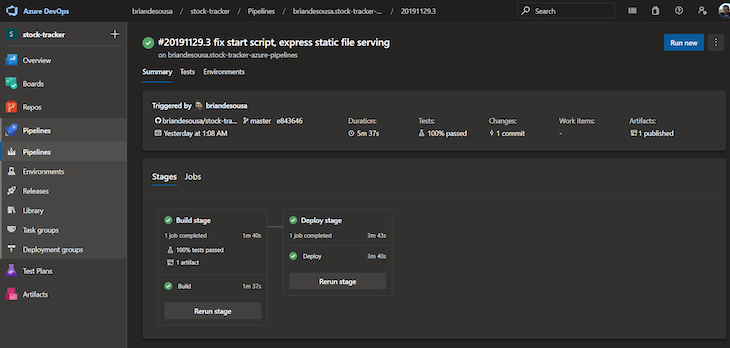 Azure DevOps
briandesousa / stock-tracker / Pipelines / briandesousa.stock-tracker-... / 20191129.3
Search
S stock-tracker
Overview
Boards
Repos
Pipelines
Pipelines
Environments
Releases
Library
Task groups
Deployment groups
Test Plans
Artifacts
#20191129.3 fix start script, express static file serving
on briandesousa.stock-tracker-azure-pipelines
Run new
Summary Tests Environments
Triggered by briandesousa
briandesousa/stock-tra... master e843646 Duration: Tests: Changes: Work items: Artifacts:
Yesterday at 1:08 AM 5m 37s 100% passed 1 commit - 1 published
Stages Jobs
Build stage
1 job completed 1m 40s
100% tests passed
1 artifact
Build 1m 37s
Rerun stage
Deploy stage
1 job completed 3m 43s
Deploy 3m 40s
Rerun stage